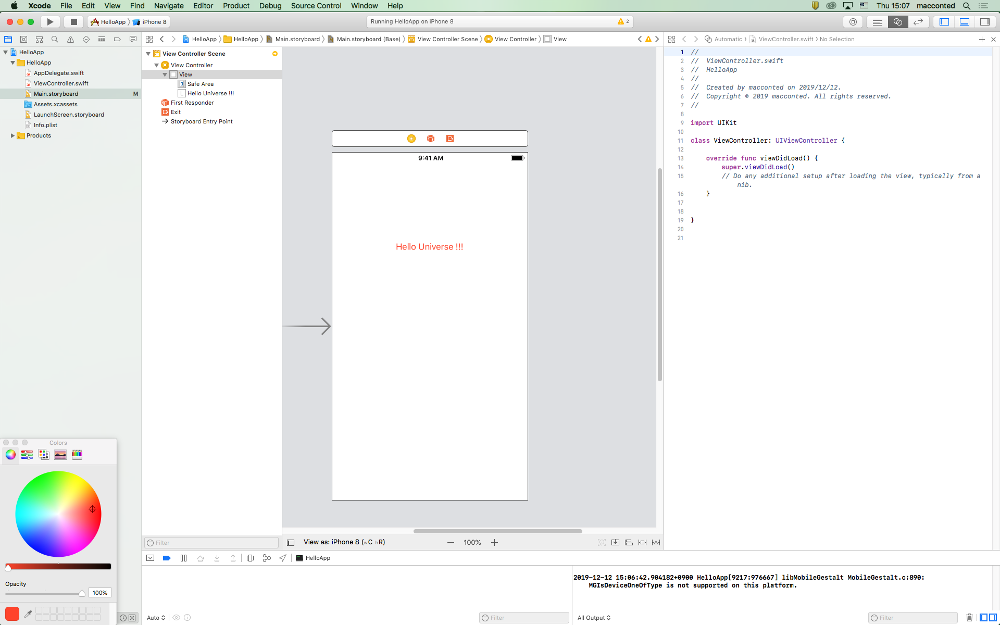 Xcode File Edit View Find Navigate Editor Product Debug Source Control Window Help
Thu 15:07 macconted
HelloApp iPhone 8
Running HelloApp on iPhone 8
2
HelloApp HelloApp Main.storyboard Main.storyboard (Base) View Controller Scene View Controller View
Automatic ViewController.swift No Selection
HelloApp
HelloApp
AppDelegate.swift
ViewController.swift
Main.storyboard M
Assets.xcassets
LaunchScreen.storyboard
Info.plist
Products
View Controller Scene
View Controller
View
Safe Area
L Hello Universe !!!
First Responder
Exit
Storyboard Entry Point
9:41 AM
Hello Universe !!!
1 //
2 //  ViewController.swift
3 //  HelloApp
4 //
5 //  Created by macconted on 2019/12/12.
6 //  Copyright © 2019 macconted. All rights reserved.
7 //
8
9 import UIKit
10
11 class ViewController: UIViewController {
12
13     override func viewDidLoad() {
14         super.viewDidLoad()
15         // Do any additional setup after loading the view, typically from a
nib.
16     }
17
18
19 }
20
21
Colors
Opacity
100%
Filter
View as: iPhone 8 (wC hR)
100%
HelloApp
2019-12-12 15:06:42.904182+0900 HelloApp[9217:976667] libMobileGestalt MobileGestalt.c:890:
MGIsDeviceOneOfType is not supported on this platform.
Auto
Filter
All Output
Filter